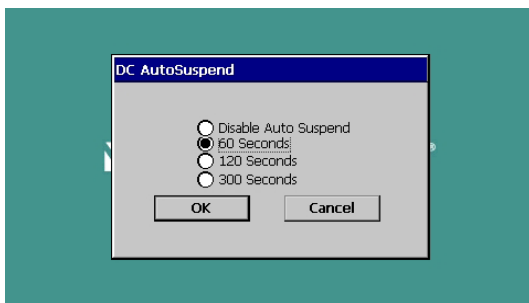 DC AutoSuspend
Disable Auto Suspend
60 Seconds
120 Seconds
300 Seconds
OK Cancel